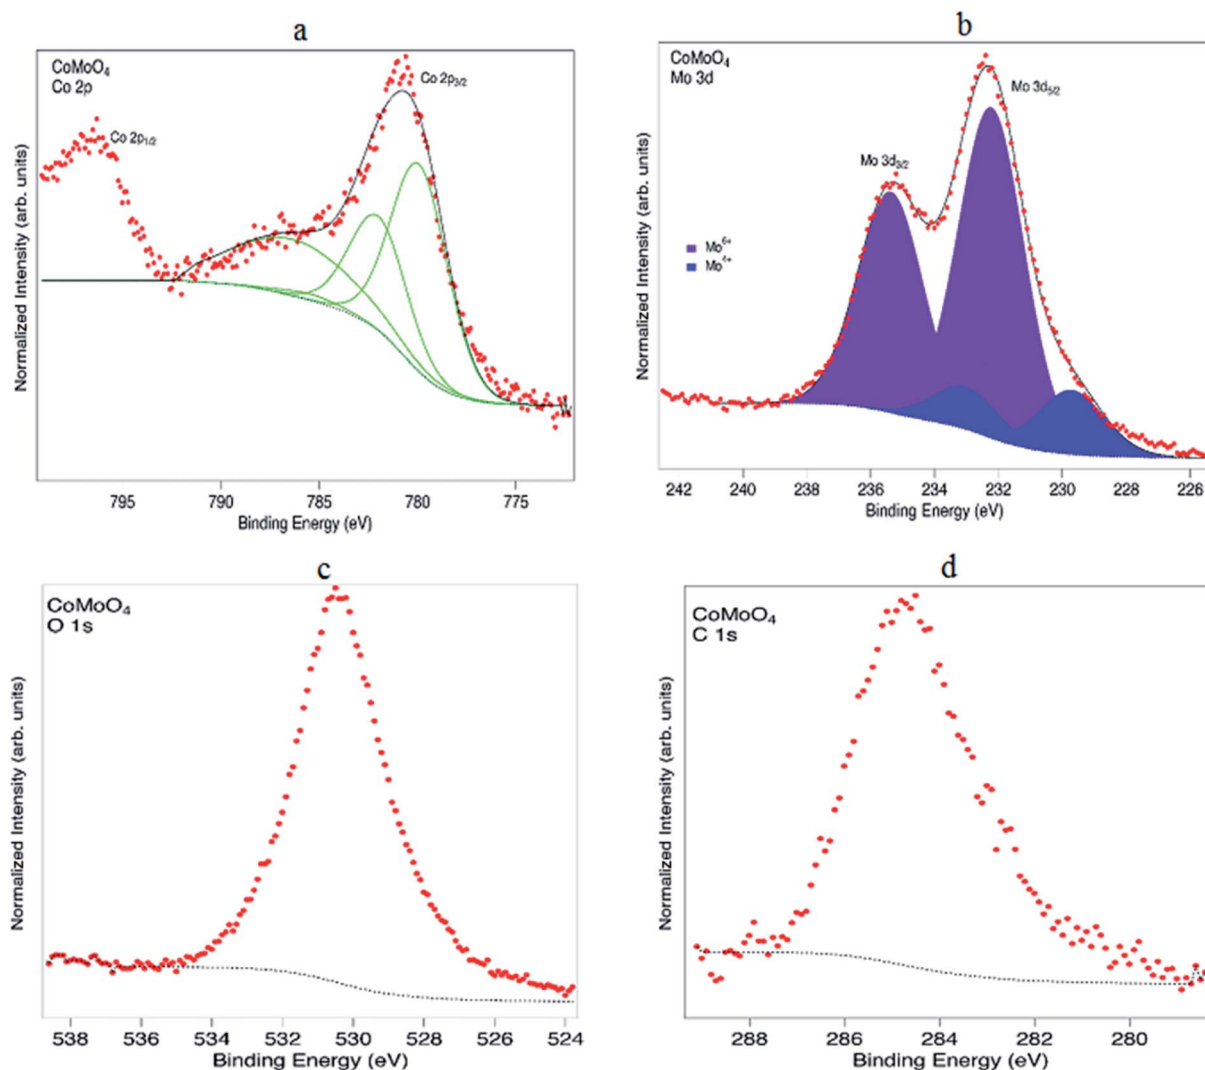 a
CoMoO₄
Co 2p
Co 2p₃/₂
Co 2p₁/₂
Normalized Intensity (arb. units)
795 790 785 780 775
Binding Energy (eV)
b
CoMoO₄
Mo 3d
Mo 3d₅/₂
Mo 3d₃/₂
Mo⁶⁺
Mo⁴⁺
Normalized Intensity (arb. units)
242 240 238 236 234 232 230 228 226
Binding Energy (eV)
c
CoMoO₄
O 1s
Normalized Intensity (arb. units)
538 536 534 532 530 528 526 524
Binding Energy (eV)
d
CoMoO₄
C 1s
Normalized Intensity (arb. units)
288 286 284 282 280
Binding Energy (eV)